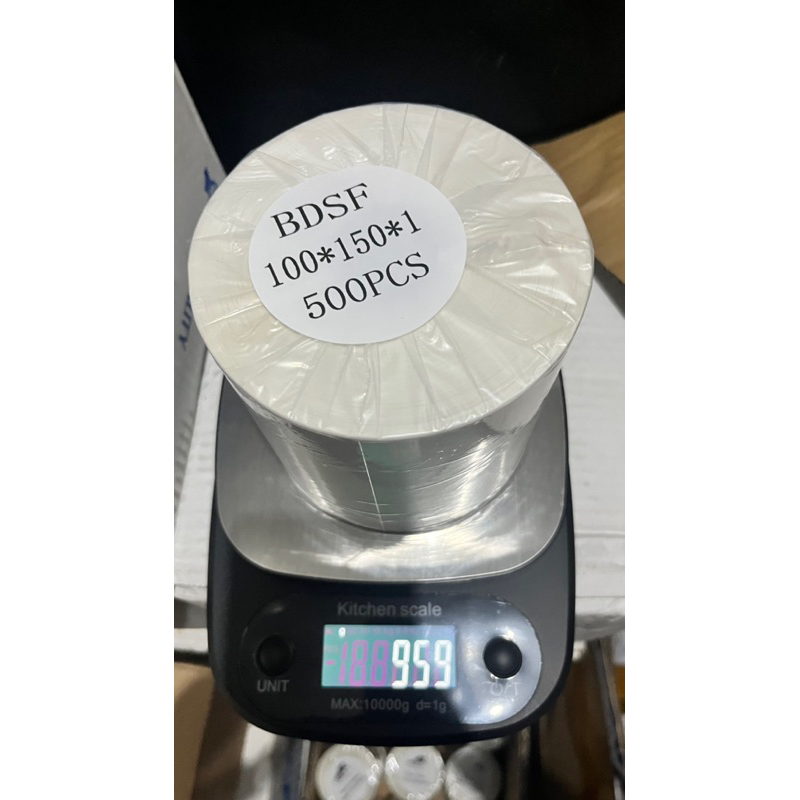 BDSF
100*150*1
500PCS
Kitchen scale
959
UNIT
MAX:10000g d=1g